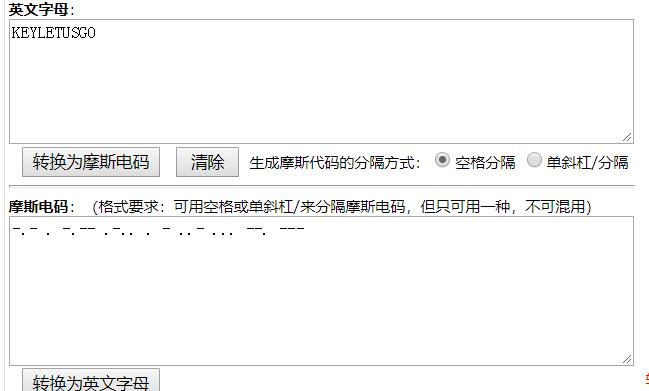 英文字母：
KEYLETUSGO
转换为摩斯电码 清除 生成摩斯代码的分隔方式： 空格分隔 单斜杠/分隔
摩斯电码：（格式要求：可用空格或单斜杠/来分隔摩斯电码，但只可用一种，不可混用）
-.- . -.-- .-.. . - ..- ... --. ---
转换为英文字母